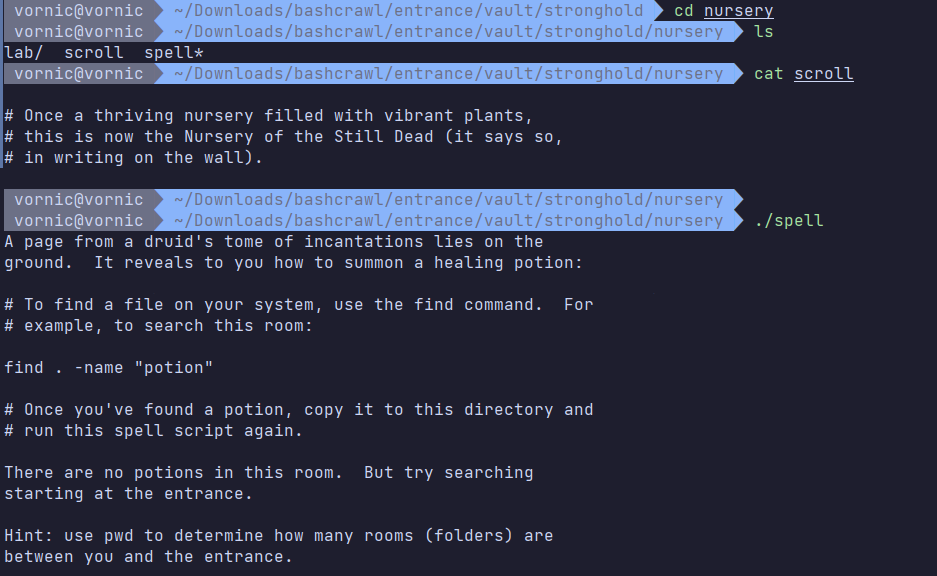 vornic@vornic ~/Downloads/bashcrawl/entrance/vault/stronghold cd nursery
vornic@vornic ~/Downloads/bashcrawl/entrance/vault/stronghold/nursery ls
lab/  scroll  spell*
vornic@vornic ~/Downloads/bashcrawl/entrance/vault/stronghold/nursery cat scroll
# Once a thriving nursery filled with vibrant plants,
# this is now the Nursery of the Still Dead (it says so,
# in writing on the wall).
vornic@vornic ~/Downloads/bashcrawl/entrance/vault/stronghold/nursery
vornic@vornic ~/Downloads/bashcrawl/entrance/vault/stronghold/nursery ./spell
A page from a druid's tome of incantations lies on the
ground.  It reveals to you how to summon a healing potion:
# To find a file on your system, use the find command.  For
# example, to search this room:
find . -name "potion"
# Once you've found a potion, copy it to this directory and
# run this spell script again.
There are no potions in this room.  But try searching
starting at the entrance.
Hint: use pwd to determine how many rooms (folders) are
between you and the entrance.